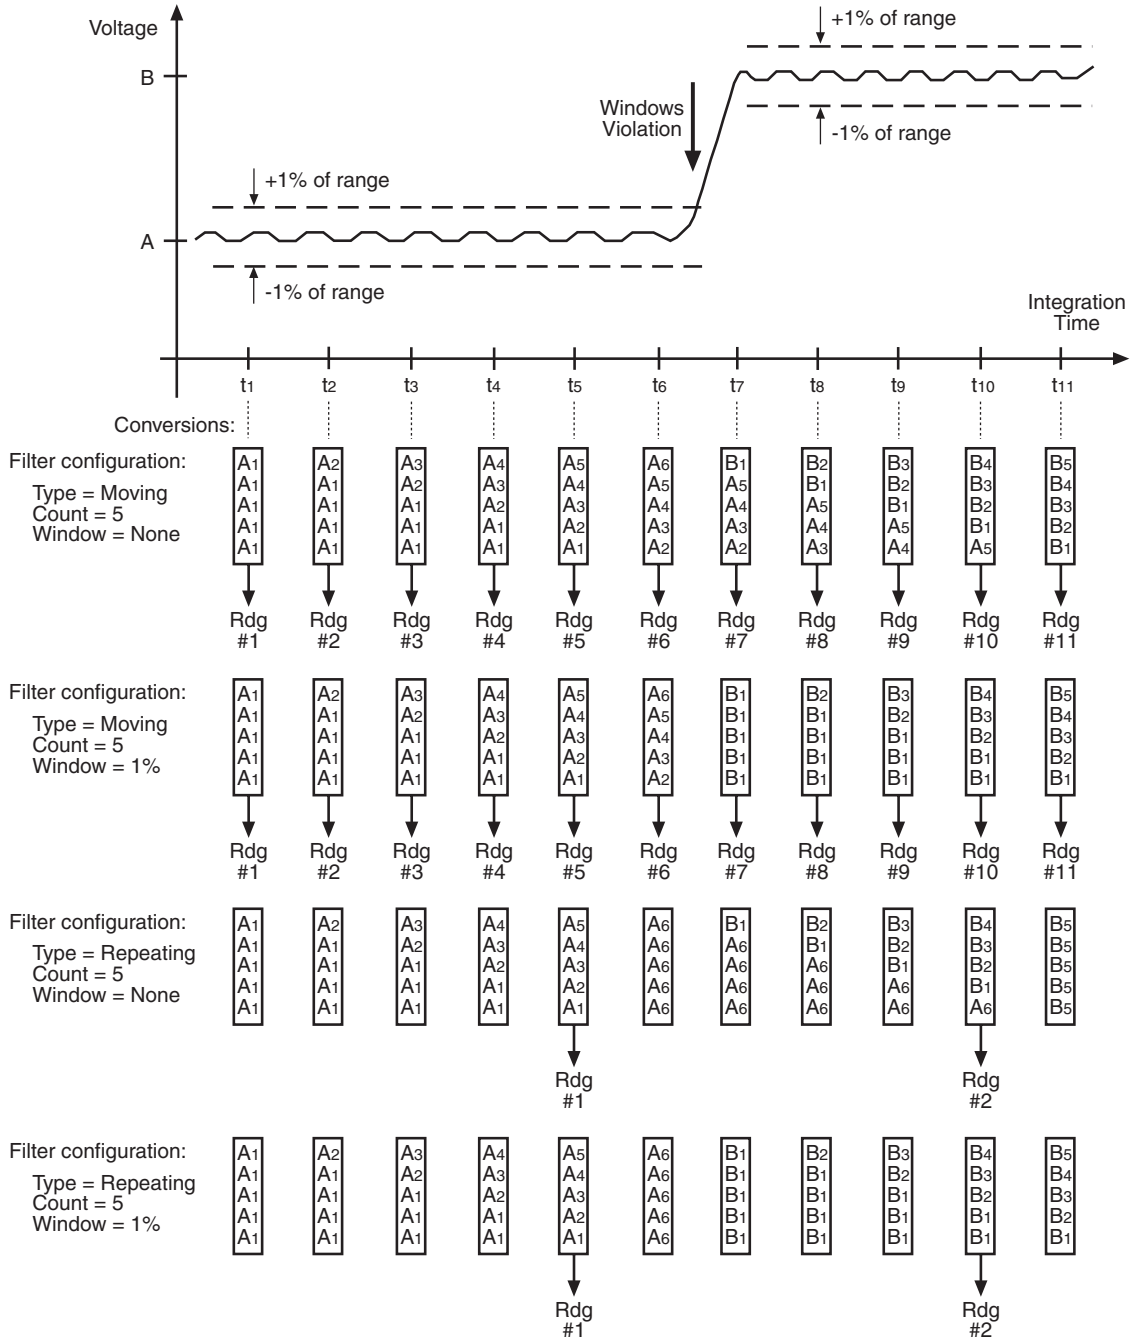 Voltage
B
A
+1% of range
-1% of range
Windows
Violation
+1% of range
-1% of range
Integration
Time
t1 t2 t3 t4 t5 t6 t7 t8 t9 t10 t11
Conversions:
Filter configuration:
Type = Moving
Count = 5
Window = None
A1 A2 A3 A4 A5 A6 B1 B2 B3 B4 B5
A1 A1 A2 A3 A4 A5 A5 B1 B2 B3 B4
A1 A1 A1 A2 A3 A4 A4 A5 B1 B2 B3
A1 A1 A1 A1 A2 A3 A3 A4 A5 B1 B2
A1 A1 A1 A1 A1 A2 A2 A3 A4 A5 B1
Rdg Rdg Rdg Rdg Rdg Rdg Rdg Rdg Rdg Rdg Rdg
#1 #2 #3 #4 #5 #6 #7 #8 #9 #10 #11
Filter configuration:
Type = Moving
Count = 5
Window = 1%
A1 A2 A3 A4 A5 A6 B1 B2 B3 B4 B5
A1 A1 A2 A3 A4 A5 B1 B1 B2 B3 B4
A1 A1 A1 A2 A3 A4 B1 B1 B1 B2 B3
A1 A1 A1 A1 A2 A3 B1 B1 B1 B1 B2
A1 A1 A1 A1 A1 A2 B1 B1 B1 B1 B1
Rdg Rdg Rdg Rdg Rdg Rdg Rdg Rdg Rdg Rdg Rdg
#1 #2 #3 #4 #5 #6 #7 #8 #9 #10 #11
Filter configuration:
Type = Repeating
Count = 5
Window = None
A1 A2 A3 A4 A5 A6 B1 B2 B3 B4 B5
A1 A1 A2 A3 A4 A6 A6 B1 B2 B3 B5
A1 A1 A1 A2 A3 A6 A6 A6 B1 B2 B5
A1 A1 A1 A1 A2 A6 A6 A6 A6 B1 B5
A1 A1 A1 A1 A1 A6 A6 A6 A6 A6 B5
Rdg Rdg
#1 #2
Filter configuration:
Type = Repeating
Count = 5
Window = 1%
A1 A2 A3 A4 A5 A6 B1 B2 B3 B4 B5
A1 A1 A2 A3 A4 A6 B1 B1 B2 B3 B4
A1 A1 A1 A2 A3 A6 B1 B1 B1 B2 B3
A1 A1 A1 A1 A2 A6 B1 B1 B1 B1 B2
A1 A1 A1 A1 A1 A6 B1 B1 B1 B1 B1
Rdg Rdg
#1 #2